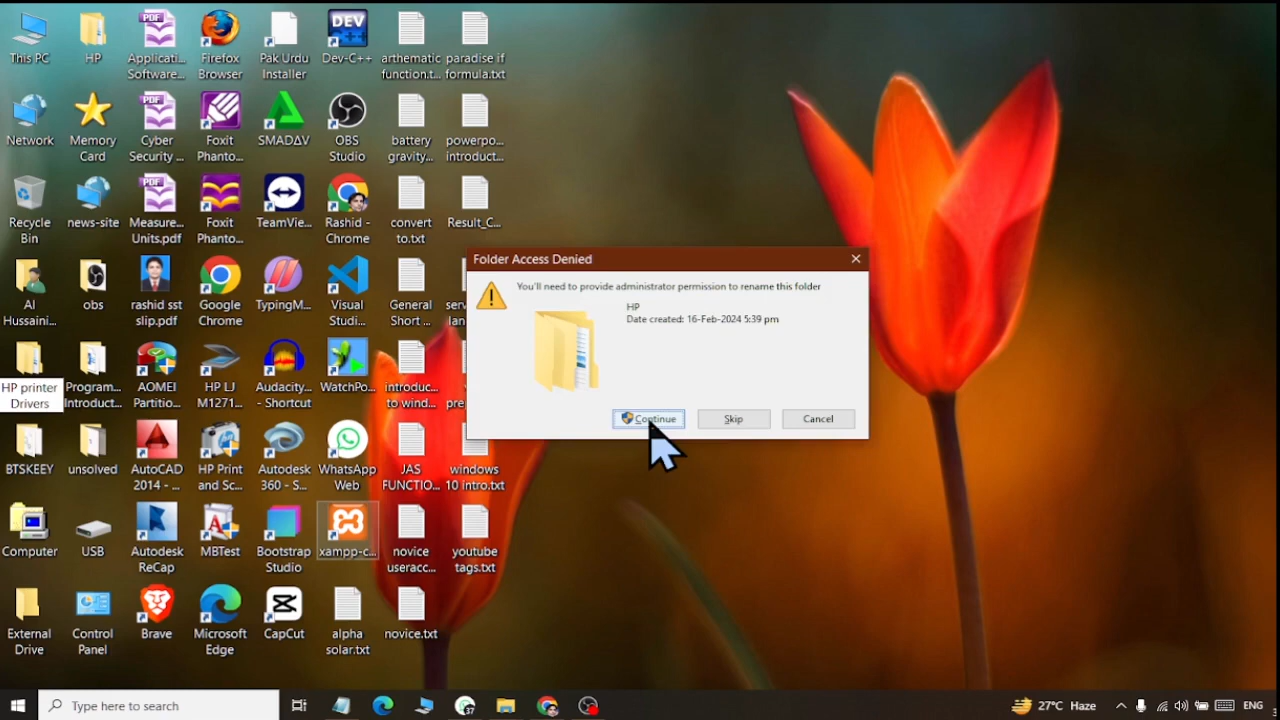 This PC
HP
Applicati...
Software...
Firefox
Browser
Pak Urdu
Installer
DEV
Dev-C++
arthematic
function.t...
paradise if
formula.txt
Network
Memory
Card
Cyber
Security ...
Foxit
Phanto...
SMADΔV
OBS
Studio
battery
gravity...
powerpo...
introduct...
Recycle
Bin
news-site
Measure...
Units.pdf
Foxit
Phanto...
TeamVie...
Rashid -
Chrome
convert
to.txt
Result_C...
Al
Hussaini...
obs
rashid sst
slip.pdf
Google
Chrome
TypingM...
Visual
Studi...
General
Short ...
HP printer
Drivers
Program...
Introduct...
AOMEI
Partitio...
HP LJ
M1271...
Audacity...
- Shortcut
WatchPo...
introduc...
to wind...
BTSKEEY
unsolved
AutoCAD
2014 - ...
HP Print
and Sc...
Autodesk
360 - S...
WhatsApp
Web
JAS
FUNCTIO...
windows
10 intro.txt
Computer
USB
Autodesk
ReCap
MBTest
Bootstrap
Studio
xampp-c...
novice
useracc...
youtube
tags.txt
External
Drive
Control
Panel
Brave
Microsoft
Edge
CapCut
alpha
solar.txt
novice.txt
Folder Access Denied
You'll need to provide administrator permission to rename this folder
HP
Date created: 16-Feb-2024 5:39 pm
Continue
Skip
Cancel
Type here to search
37
27°C Haze
ENG